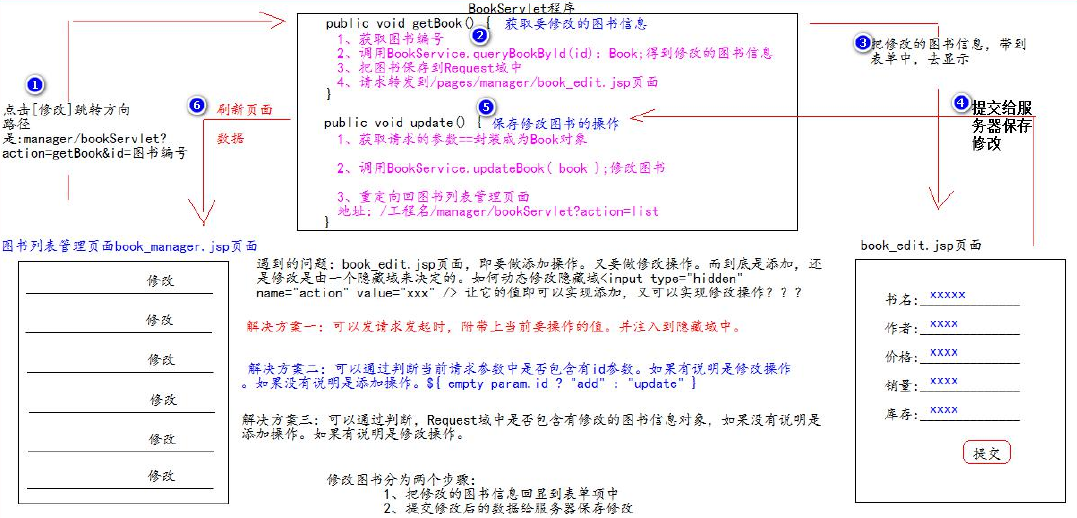 BookServlet程序
public void getBook() { 获取要修改的图书信息
2
1、获取图书编号
2、调用BookService.queryBookById(id): Book;得到修改的图书信息
3、把图书保存到Request域中
4、请求转发到/pages/manager/book_edit.jsp页面
}
3
把修改的图书信息, 带到
表单中, 去显示
1
点击[修改]跳转方向
路径
是:manager/bookServlet?
action=getBook&id=图书编号
6 刷新页面
数据
5
public void update() { 保存修改图书的操作
1、获取请求的参数==封装成为Book对象
2、调用BookService.updateBook( book );修改图书
3、重定向回图书列表管理页面
地址: /工程名/manager/bookServlet?action=list
}
4 提交给服
务器保存
修改
图书列表管理页面book_manager.jsp页面
修改
修改
修改
修改
修改
修改
遇到的问题: book_edit.jsp页面, 即要做添加操作。又要做修改操作。而到底是添加, 还
是修改是由一个隐藏域来决定的。如何动态修改隐藏域<input type="hidden"
name="action" value="xxx" /> 让它的值即可以实现添加, 又可以实现修改操作？？？
解决方案一: 可以发请求发起时, 附带上当前要操作的值。并注入到隐藏域中。
解决方案二: 可以通过判断当前请求参数中是否包含有id参数。如果有说明是修改操作
。如果没有说明是添加操作。${ empty param.id ? "add" : "update" }
解决方案三: 可以通过判断, Request域中是否包含有修改的图书信息对象, 如果没有说明是
添加操作。如果有说明是修改操作。
修改图书分为两个步骤:
1、把修改的图书信息回显到表单项中
2、提交修改后的数据给服务器保存修改
book_edit.jsp页面
书名: xxxxx
作者: xxxx
价格: xxxx
销量: xxxx
库存: xxxx
提交